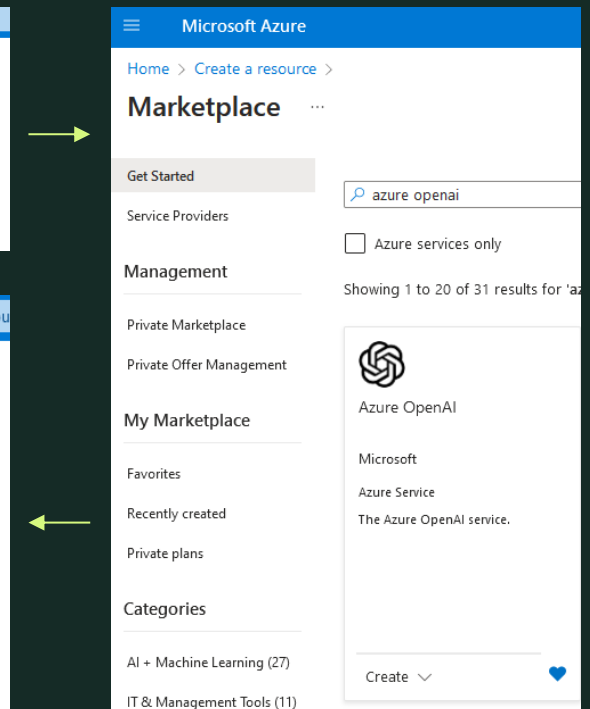 Microsoft Azure
Home > Create a resource >
Marketplace ...
Get Started
Service Providers
Management
Private Marketplace
Private Offer Management
My Marketplace
Favorites
Recently created
Private plans
Categories
AI + Machine Learning (27)
IT & Management Tools (11)
azure openai
Azure services only
Showing 1 to 20 of 31 results for 'az
Azure OpenAI
Microsoft
Azure Service
The Azure OpenAI service.
Create